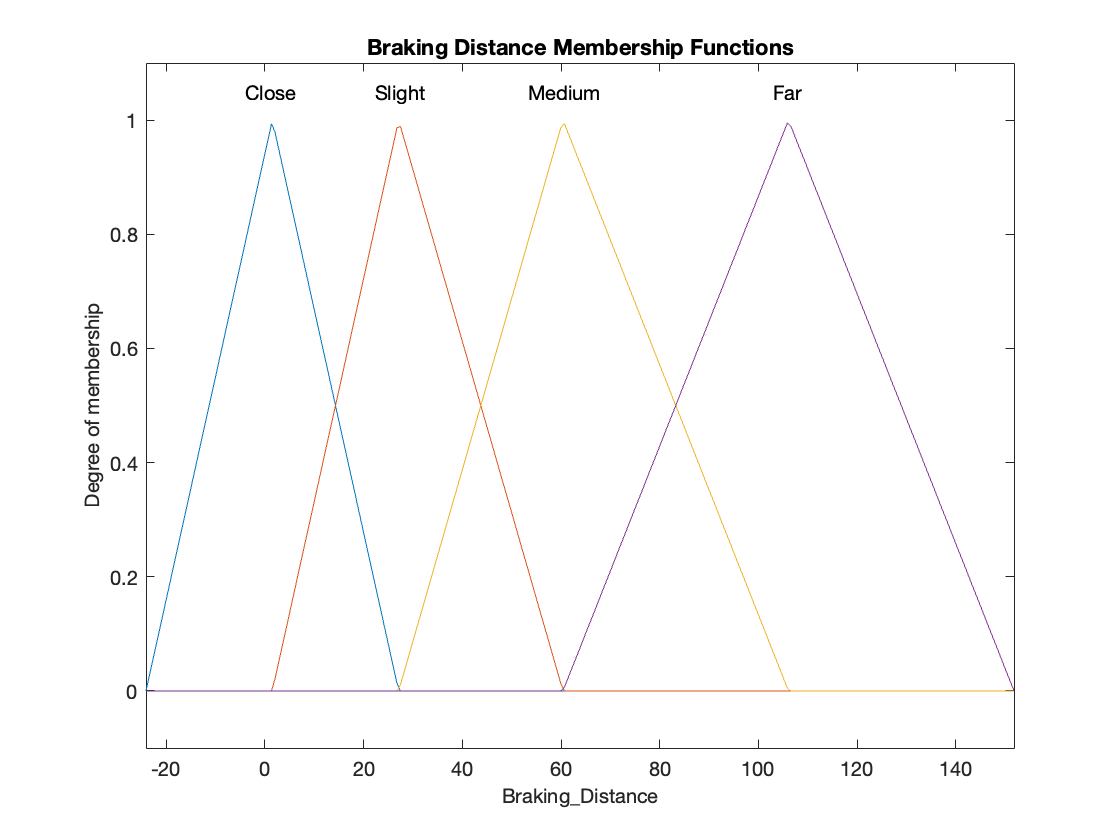 Braking Distance Membership Functions
Close Slight Medium Far
1
0.8
0.6
0.4
0.2
0
Degree of membership
-20 0 20 40 60 80 100 120 140
Braking_Distance